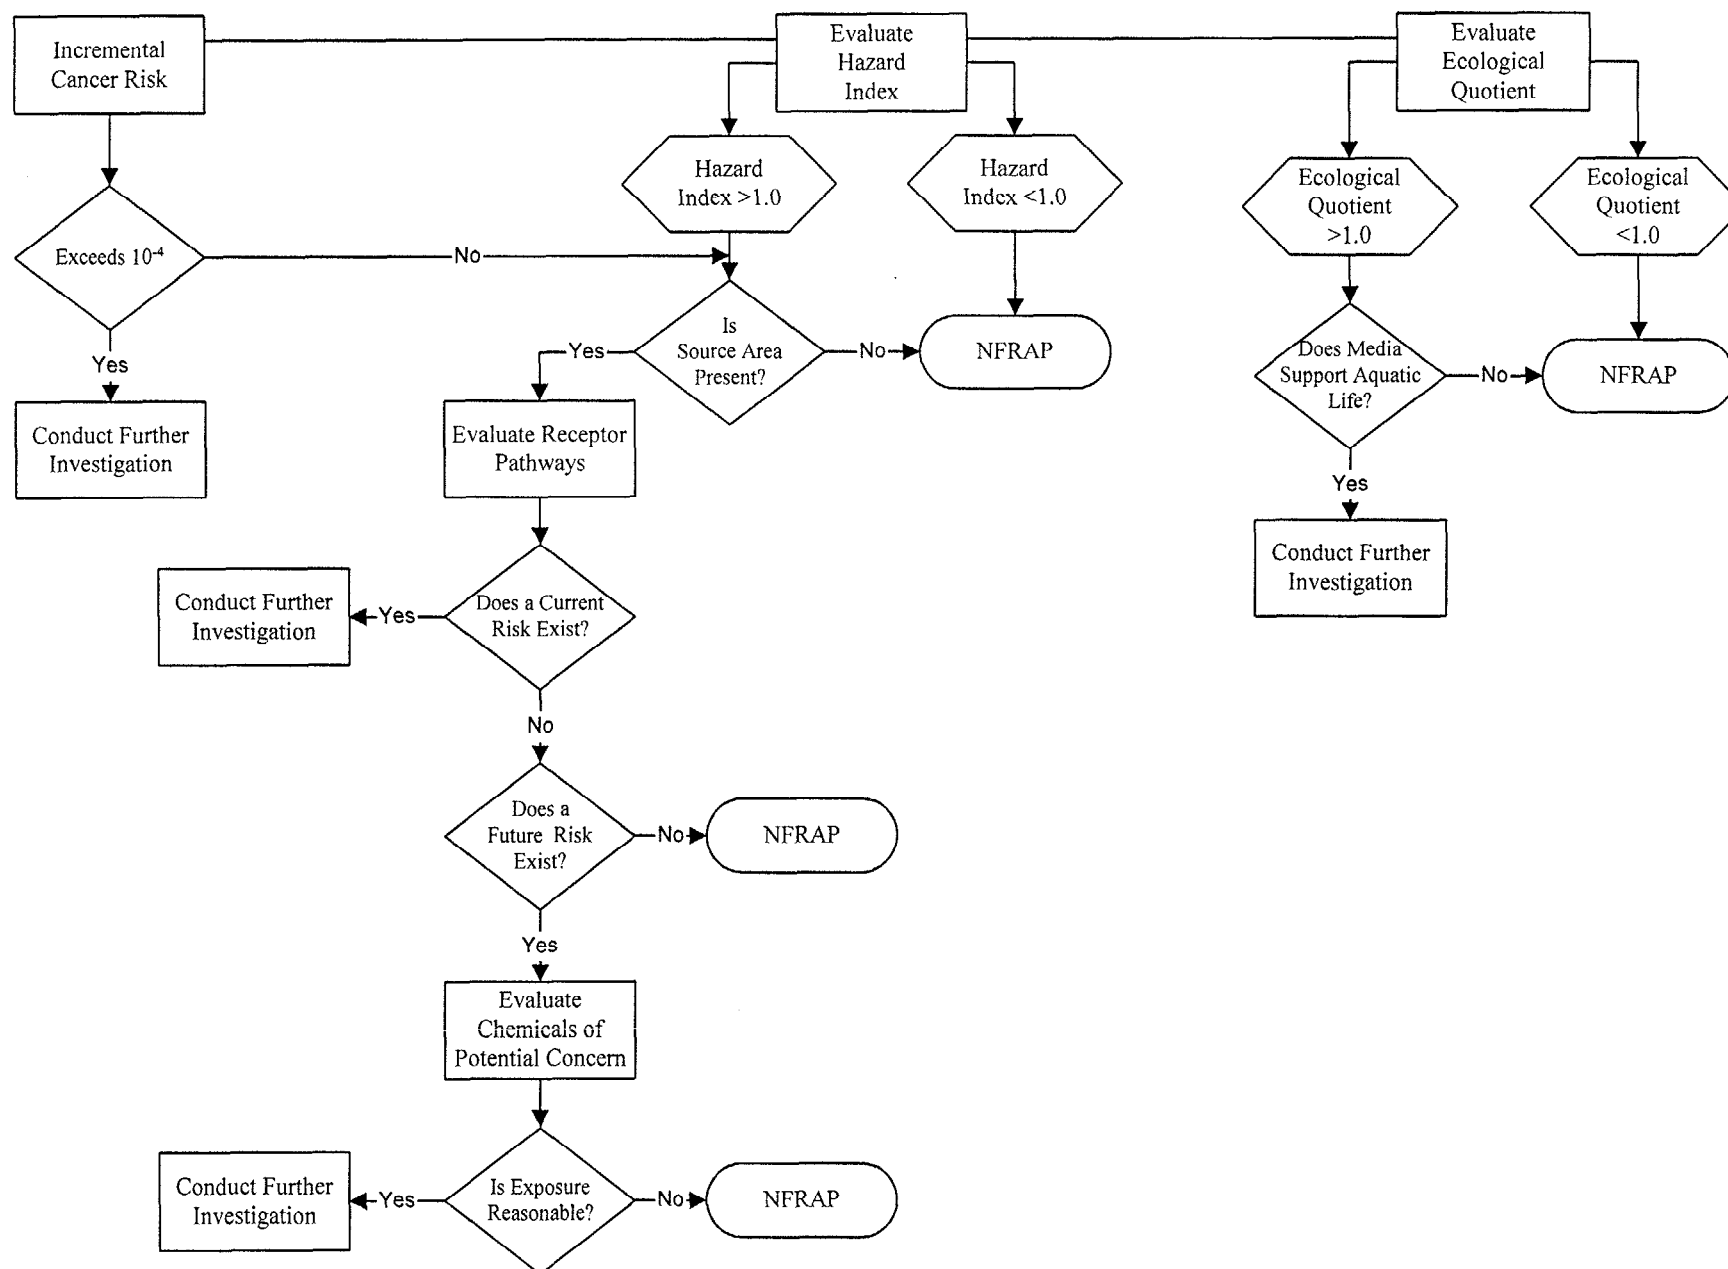 Incremental
Cancer Risk
Evaluate
Hazard
Index
Evaluate
Ecological
Quotient
Hazard
Index >1.0
Hazard
Index <1.0
Ecological
Quotient
>1.0
Ecological
Quotient
<1.0
Exceeds 10⁻⁴
No
Yes
Is
Source Area
Present?
Yes
No
NFRAP
Does Media
Support Aquatic
Life?
No
NFRAP
Conduct Further
Investigation
Evaluate Receptor
Pathways
Yes
Conduct Further
Investigation
Does a Current
Risk Exist?
Yes
Conduct Further
Investigation
No
Does a
Future Risk
Exist?
No
NFRAP
Yes
Evaluate
Chemicals of
Potential Concern
Is Exposure
Reasonable?
Yes
Conduct Further
Investigation
No
NFRAP